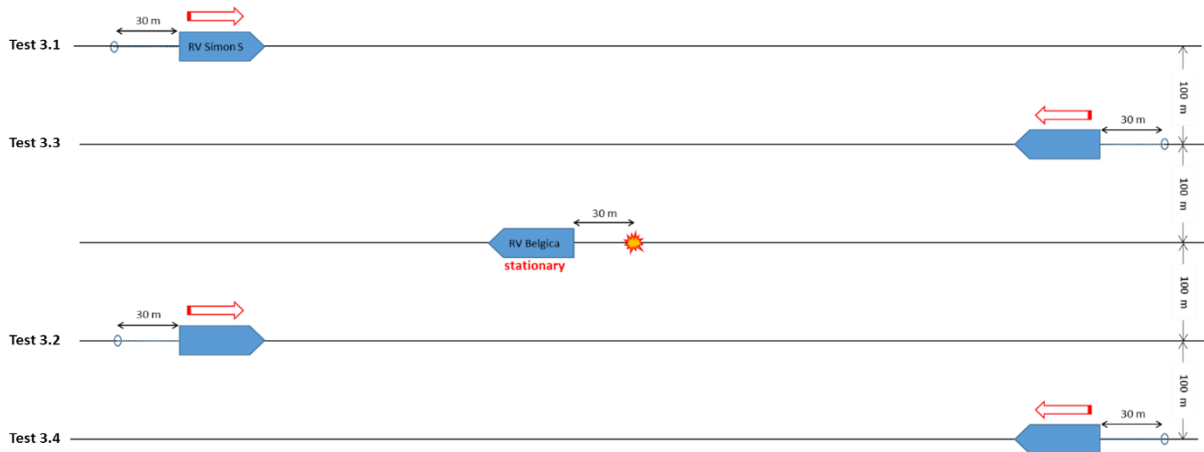 30 m
Test 3.1
RV Simon S
100 m
30 m
Test 3.3
100 m
30 m
RV Belgica
stationary
100 m
30 m
Test 3.2
100 m
30 m
Test 3.4